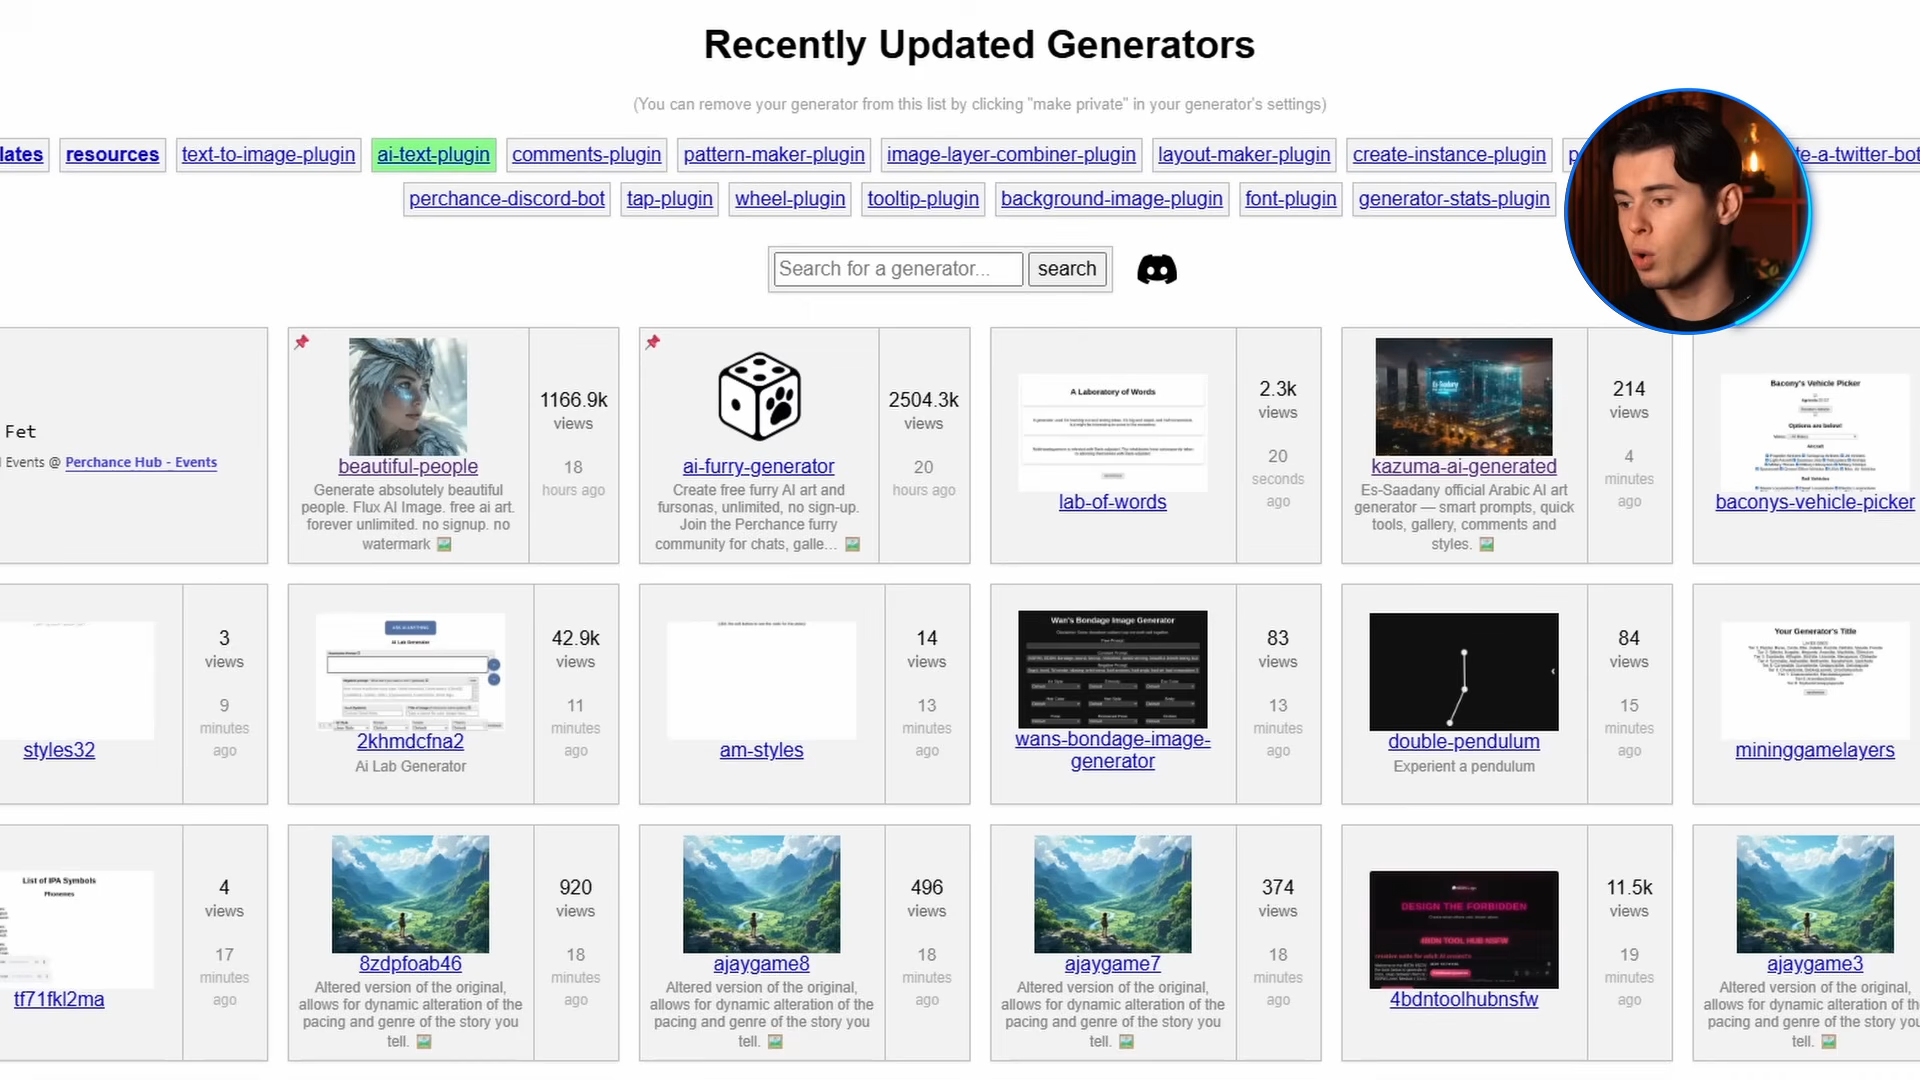 Recently Updated Generators
(You can remove your generator from this list by clicking "make private" in your generator's settings)
lates resources text-to-image-plugin ai-text-plugin comments-plugin pattern-maker-plugin image-layer-combiner-plugin layout-maker-plugin create-instance-plugin p te-a-twitter-bot
perchance-discord-bot tap-plugin wheel-plugin tooltip-plugin background-image-plugin font-plugin generator-stats-plugin
Search for a generator... search
Fet
l Events @ Perchance Hub - Events
beautiful-people
Generate absolutely beautiful
people. Flux AI Image. free ai art.
forever unlimited. no signup. no
watermark
1166.9k
views
18
hours ago
ai-furry-generator
Create free furry AI art and
fursonas, unlimited, no sign-up.
Join the Perchance furry
community for chats, galle...
2504.3k
views
20
hours ago
A Laboratory of Words
lab-of-words
2.3k
views
20
seconds
ago
Es-Saadany
kazuma-ai-generated
Es-Saadany official Arabic AI art
generator — smart prompts, quick
tools, gallery, comments and
styles.
214
views
4
minutes
ago
Bacony's Vehicle Picker
Options are below!
baconys-vehicle-picker
styles32
3
views
9
minutes
ago
Ai Lab Generator
2khmdcfna2
Ai Lab Generator
42.9k
views
11
minutes
ago
am-styles
14
views
13
minutes
ago
Wan's Bondage Image Generator
wans-bondage-image-
generator
83
views
13
minutes
ago
double-pendulum
Experient a pendulum
84
views
15
minutes
ago
Your Generator's Title
mininggamelayers
List of IPA Symbols
Phonemes
tf71fkl2ma
4
views
17
minutes
ago
8zdpfoab46
Altered version of the original,
allows for dynamic alteration of the
pacing and genre of the story you
tell.
920
views
18
minutes
ago
ajaygame8
Altered version of the original,
allows for dynamic alteration of the
pacing and genre of the story you
tell.
496
views
18
minutes
ago
ajaygame7
Altered version of the original,
allows for dynamic alteration of the
pacing and genre of the story you
tell.
374
views
18
minutes
ago
DESIGN THE FORBIDDEN
4BDN TOOL HUB NSFW
4bdntoolhubnsfw
11.5k
views
19
minutes
ago
ajaygame3
Altered version of the original,
allows for dynamic alteration of th
pacing and genre of the story you
tell.